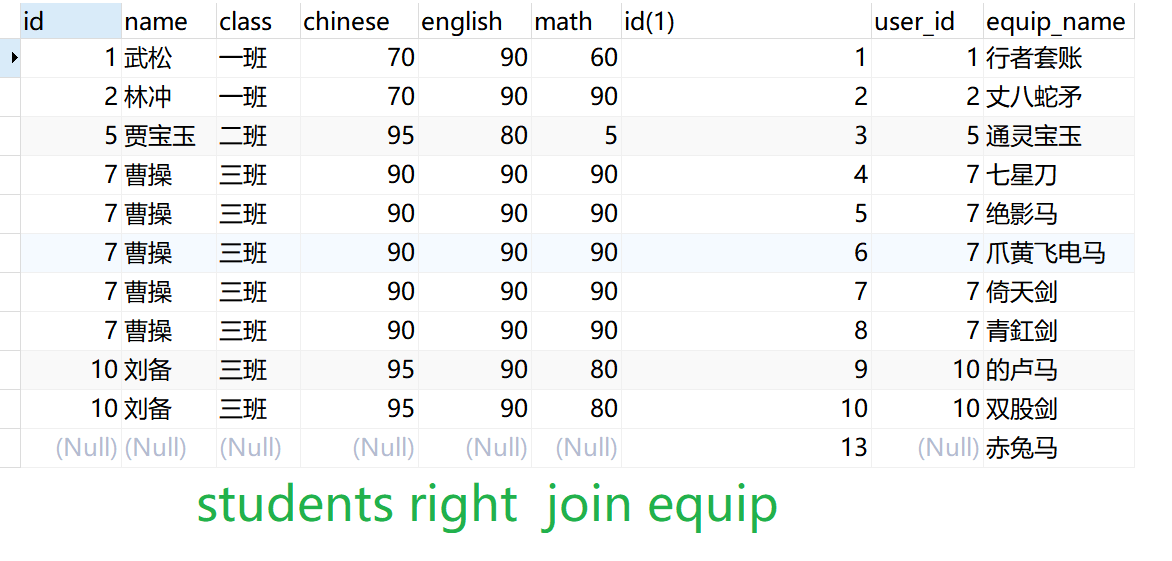 id name class chinese english math id(1) user_id equip_name
1 武松 一班 70 90 60 1 1 行者套账
2 林冲 一班 70 90 90 2 2 丈八蛇矛
5 贾宝玉 二班 95 80 5 3 5 通灵宝玉
7 曹操 三班 90 90 90 4 7 七星刀
7 曹操 三班 90 90 90 5 7 绝影马
7 曹操 三班 90 90 90 6 7 爪黄飞电马
7 曹操 三班 90 90 90 7 7 倚天剑
7 曹操 三班 90 90 90 8 7 青釭剑
10 刘备 三班 95 90 80 9 10 的卢马
10 刘备 三班 95 90 80 10 10 双股剑
(Null) (Null) (Null) (Null) (Null) (Null) 13 (Null) 赤兔马
students right join equip